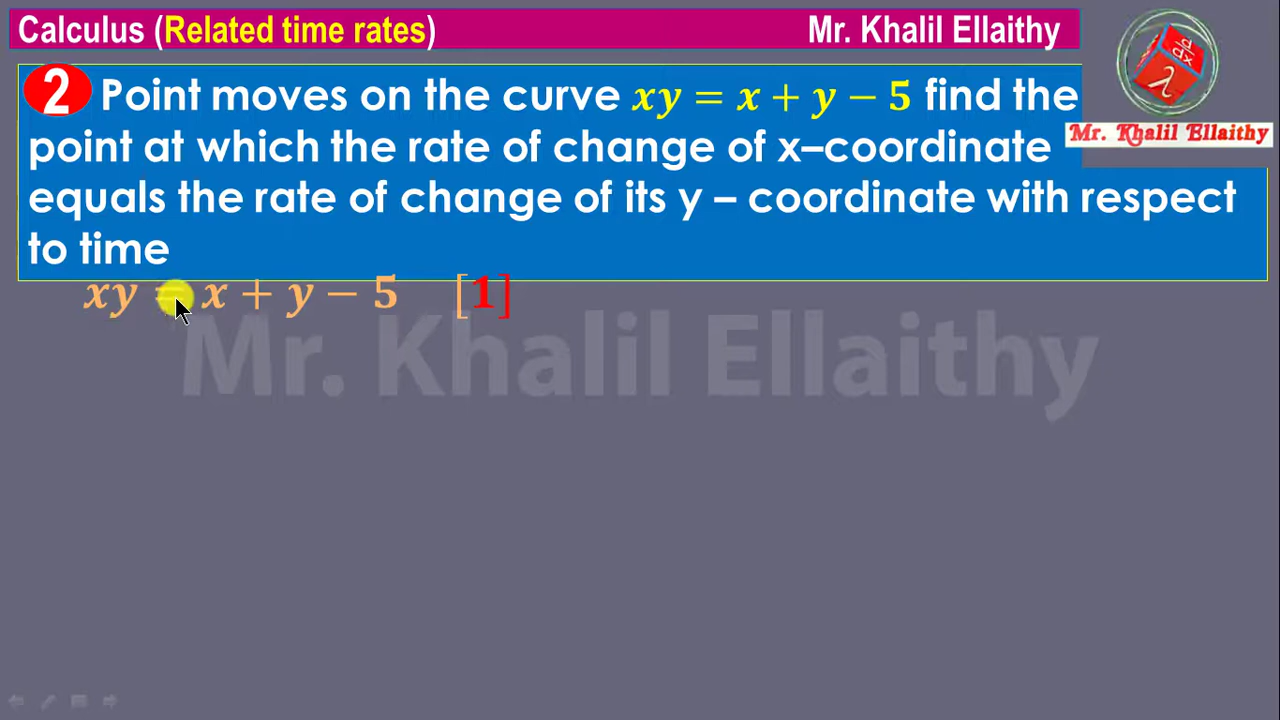 Calculus (Related time rates) Mr. Khalil Ellaithy
d/dx
λ
Mr. Khalil Ellaithy
2 Point moves on the curve xy = x + y − 5 find the
point at which the rate of change of x–coordinate
equals the rate of change of its y – coordinate with respect
to time
xy = x + y − 5 [1]
Mr. Khalil Ellaithy